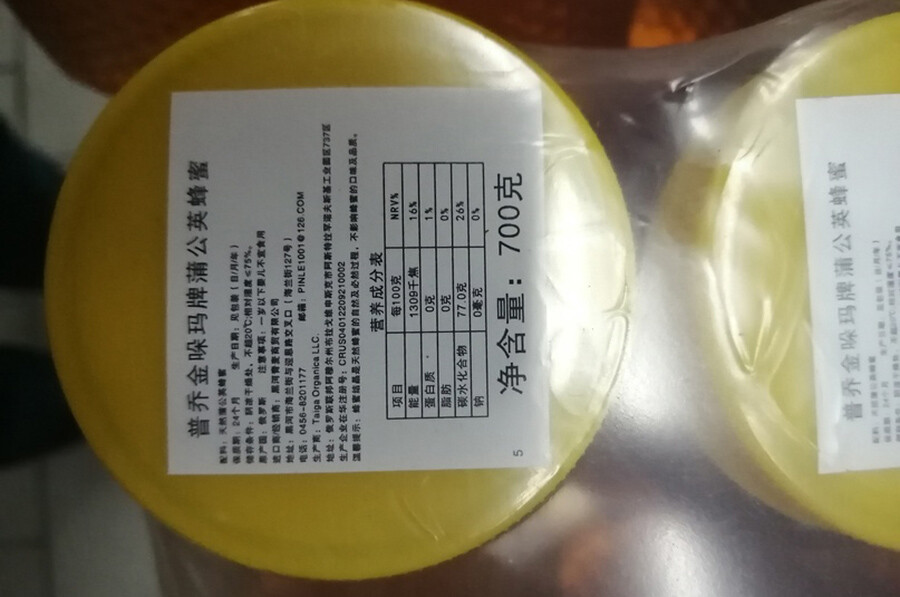 普养金哚玛牌蒲公英蜂蜜
配料：天然蒲公英蜂蜜
保质期：24个月 生产日期：见包装（日/月/年）
储存条件：阴凉干燥处，不超20℃;相对湿度≤75%。
原产国：俄罗斯 注意事项：一岁以下婴儿不宜食用
进口商/经销商：黑河 商贸有限公司
地址：黑河市海兰街与迎恩路交叉口（海兰街127号）
电话：0456-8201177 邮箱：PINLE1001@126.COM
生产商：Taiga Organica LLC.
地址：俄罗斯联邦阿穆尔州布拉戈维申斯克市阿斯特拉罕诺夫斯基工业园区737区
生产企业在华注册号：CRUS04012209210002
温馨提示：蜂蜜结晶是天然蜂蜜的自然及必然过程，不影响蜂蜜的口味及品质。
营养成分表
项目 每100克 NRV%
能量 1309千焦 16%
蛋白质 0克 1%
脂肪 0克 0%
碳水化合物 77.0克 26%
钠 0毫克 0%
净含量：700克
5
普养金哚玛牌蒲公英蜂蜜